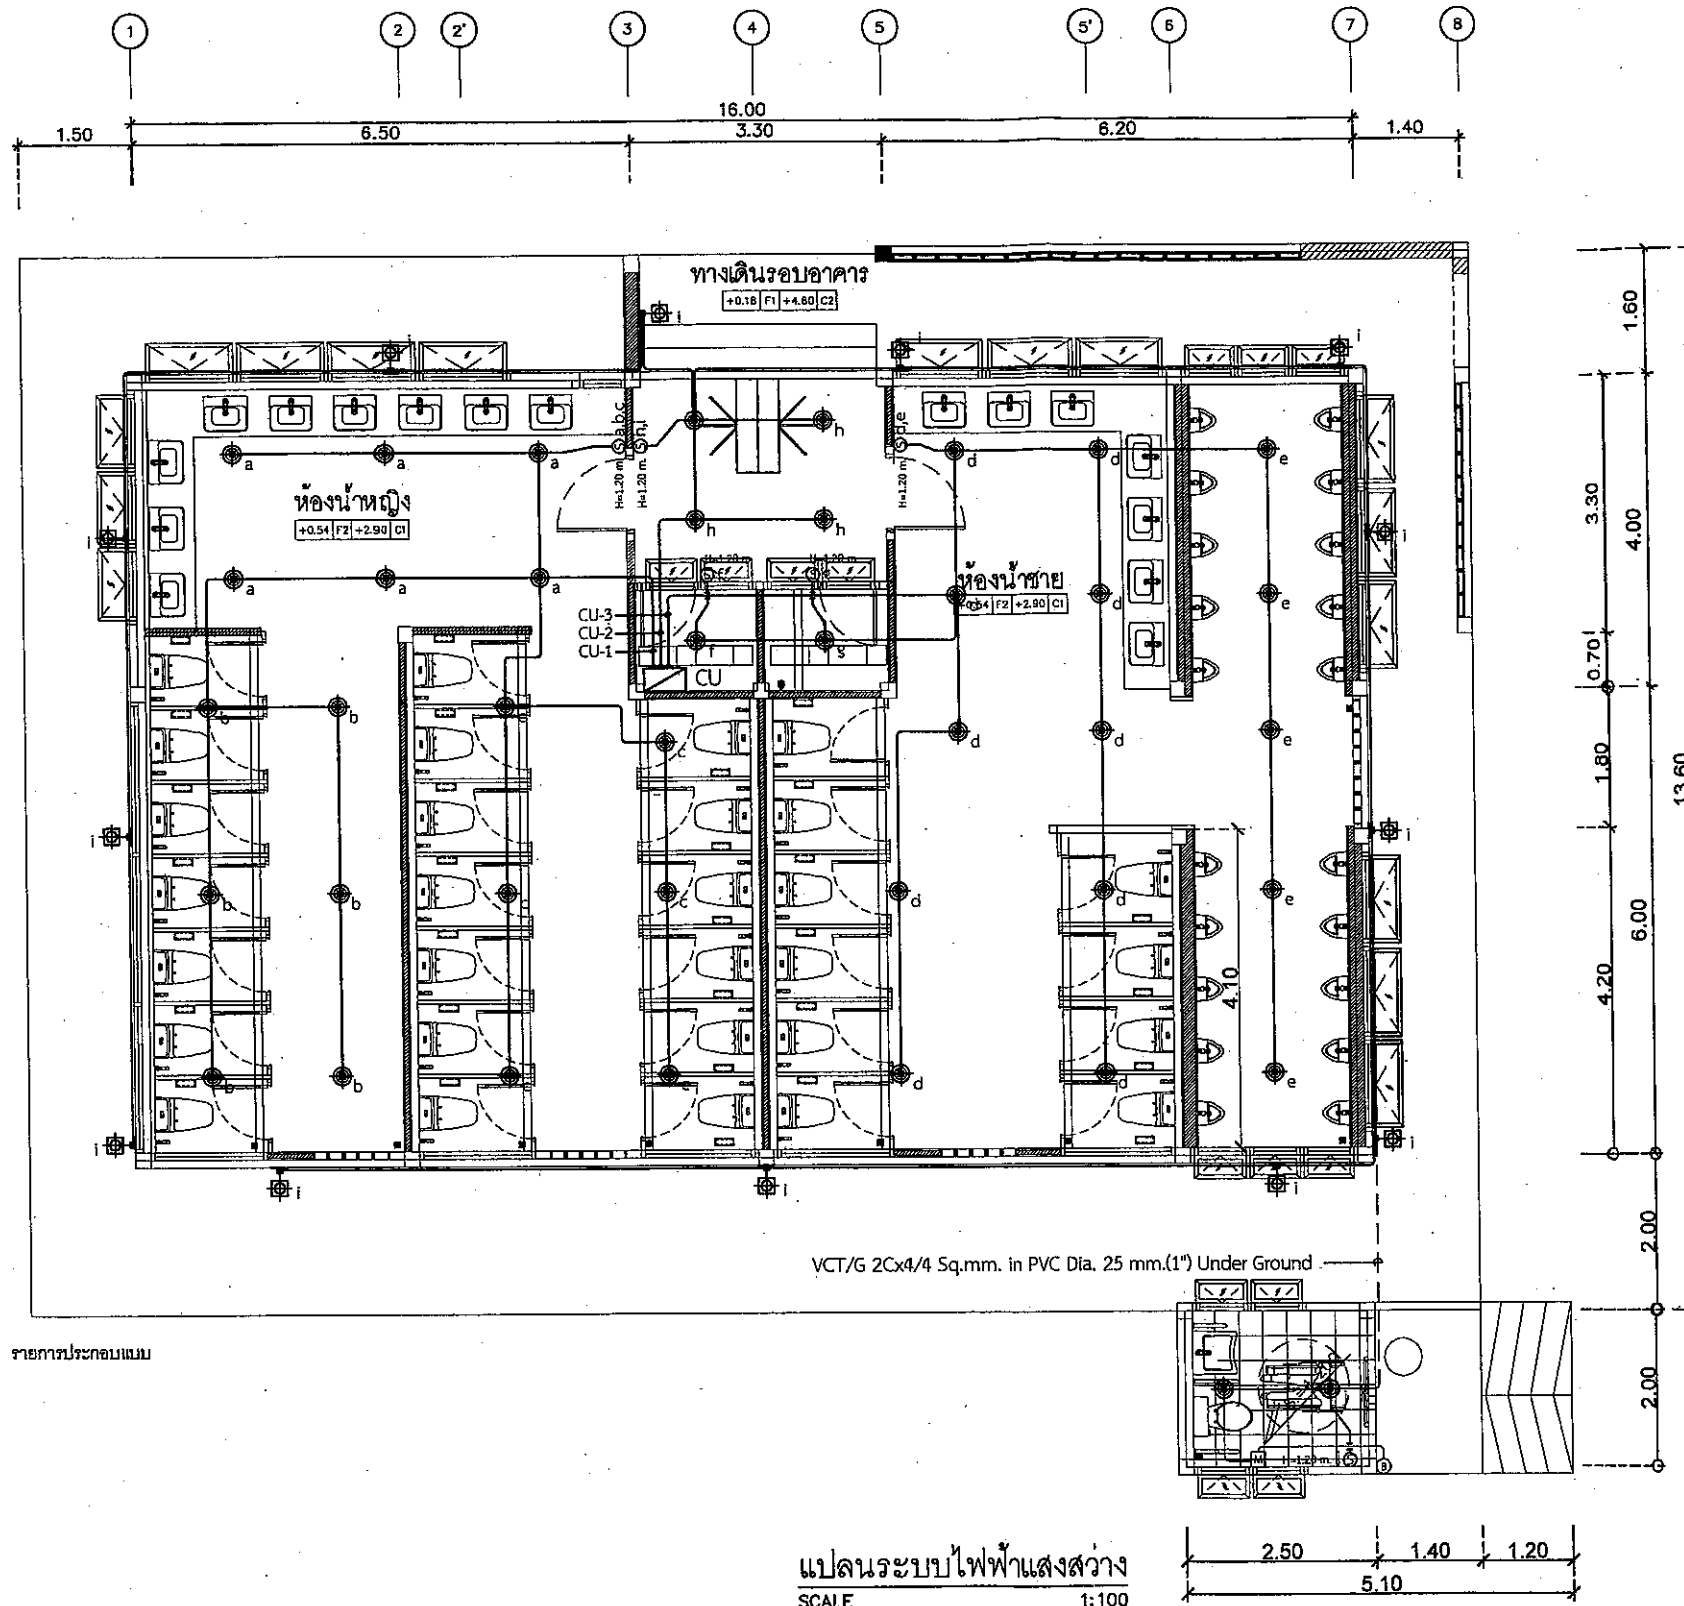 1 2 2' 3 4 5 5' 6 7 8
16.00
1.50 6.50 3.30 6.20 1.40
ทางเดินรอบอาคาร
+0.18 F1 +4.60 C2
i
i i i
a,b,c n,i d,e
h
a a a d d e
H=1.20 m. H=1.20 m. H=1.20 m.
ห้องน้ำหญิง
+0.54 F2 +2.90 C1
h h
i i
a a a
ห้องน้ำชาย
+0.54 F2 +2.90 C1
d e
CU-3
CU-2
CU-1
f s
CU
b b c c d d e
i i
b b c c d d e
4.10
b b c d d e
i i
i i i
1.60
3.30 4.00
0.70
1.80 13.60
4.20 6.00
2.00
2.00
VCT/G 2Cx4/4 Sq.mm. in PVC Dia. 25 mm.(1") Under Ground
รายการประกอบแบบ
M H=1.20 m. S B
2.50 1.40 1.20
5.10
แปลนระบบไฟฟ้าแสงสว่าง
SCALE 1:100